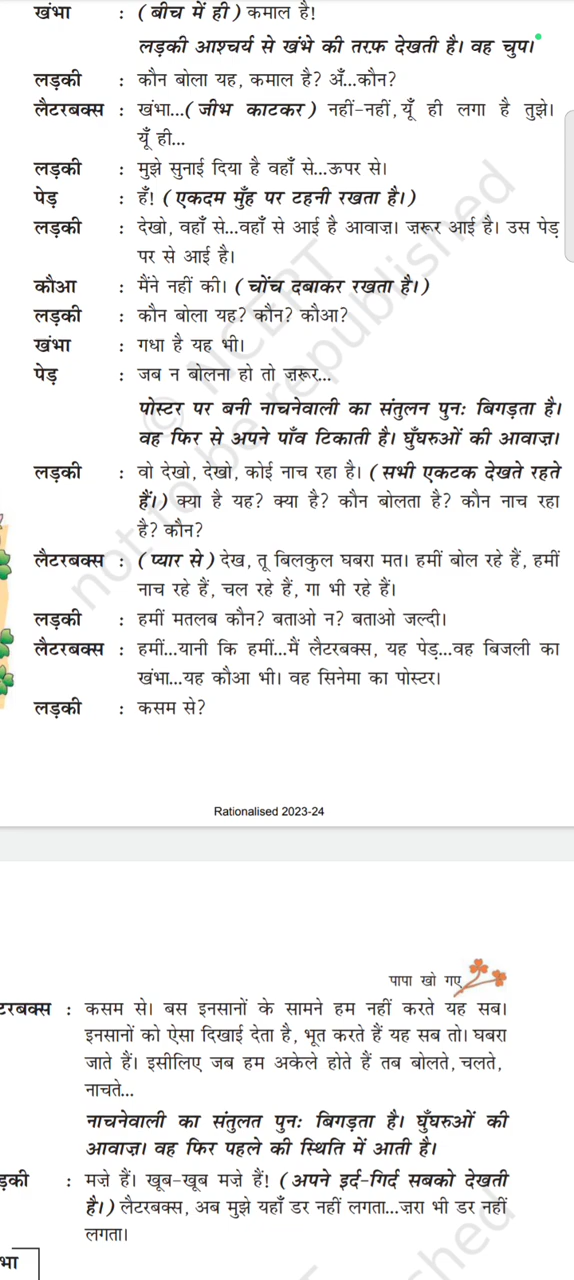 खंभा : (बीच में ही) कमाल है!
लड़की आश्चर्य से खंभे की तरफ़ देखती है। वह चुप।
लड़की : कौन बोला यह, कमाल है? अँ...कौन?
लैटरबक्स : खंभा...(जीभ काटकर) नहीं-नहीं, यूँ ही लगा है तुझे।
यूँ ही...
लड़की : मुझे सुनाई दिया है वहाँ से...ऊपर से।
पेड़ : हँ! (एकदम मुँह पर टहनी रखता है।)
लड़की : देखो, वहाँ से...वहाँ से आई है आवाज़। ज़रूर आई है। उस पेड़
पर से आई है।
कौआ : मैंने नहीं की। (चोंच दबाकर रखता है।)
लड़की : कौन बोला यह? कौन? कौआ?
खंभा : गधा है यह भी।
पेड़ : जब न बोलना हो तो ज़रूर...
पोस्टर पर बनी नाचनेवाली का संतुलन पुनः बिगड़ता है।
वह फिर से अपने पाँव टिकाती है। घुँघरुओं की आवाज़।
लड़की : वो देखो, देखो, कोई नाच रहा है। (सभी एकटक देखते रहते
हैं।) क्या है यह? क्या है? कौन बोलता है? कौन नाच रहा
है? कौन?
लैटरबक्स : (प्यार से) देख, तू बिलकुल घबरा मत। हमीं बोल रहे हैं, हमीं
नाच रहे हैं, चल रहे हैं, गा भी रहे हैं।
लड़की : हमीं मतलब कौन? बताओ न? बताओ जल्दी।
लैटरबक्स : हमीं...यानी कि हमीं...मैं लैटरबक्स, यह पेड़...वह बिजली का
खंभा...यह कौआ भी। वह सिनेमा का पोस्टर।
लड़की : कसम से?
Rationalised 2023-24
पापा खो गए
टरबक्स : कसम से। बस इनसानों के सामने हम नहीं करते यह सब।
इनसानों को ऐसा दिखाई देता है, भूत करते हैं यह सब तो। घबरा
जाते हैं। इसीलिए जब हम अकेले होते हैं तब बोलते, चलते,
नाचते...
नाचनेवाली का संतुलत पुनः बिगड़ता है। घुँघरुओं की
आवाज़। वह फिर पहले की स्थिति में आती है।
ड़की : मज़े हैं। खूब-खूब मज़े हैं! (अपने इर्द-गिर्द सबको देखती
है।) लैटरबक्स, अब मुझे यहाँ डर नहीं लगता...ज़रा भी डर नहीं
लगता।
भा
© NCERT
not to be republished